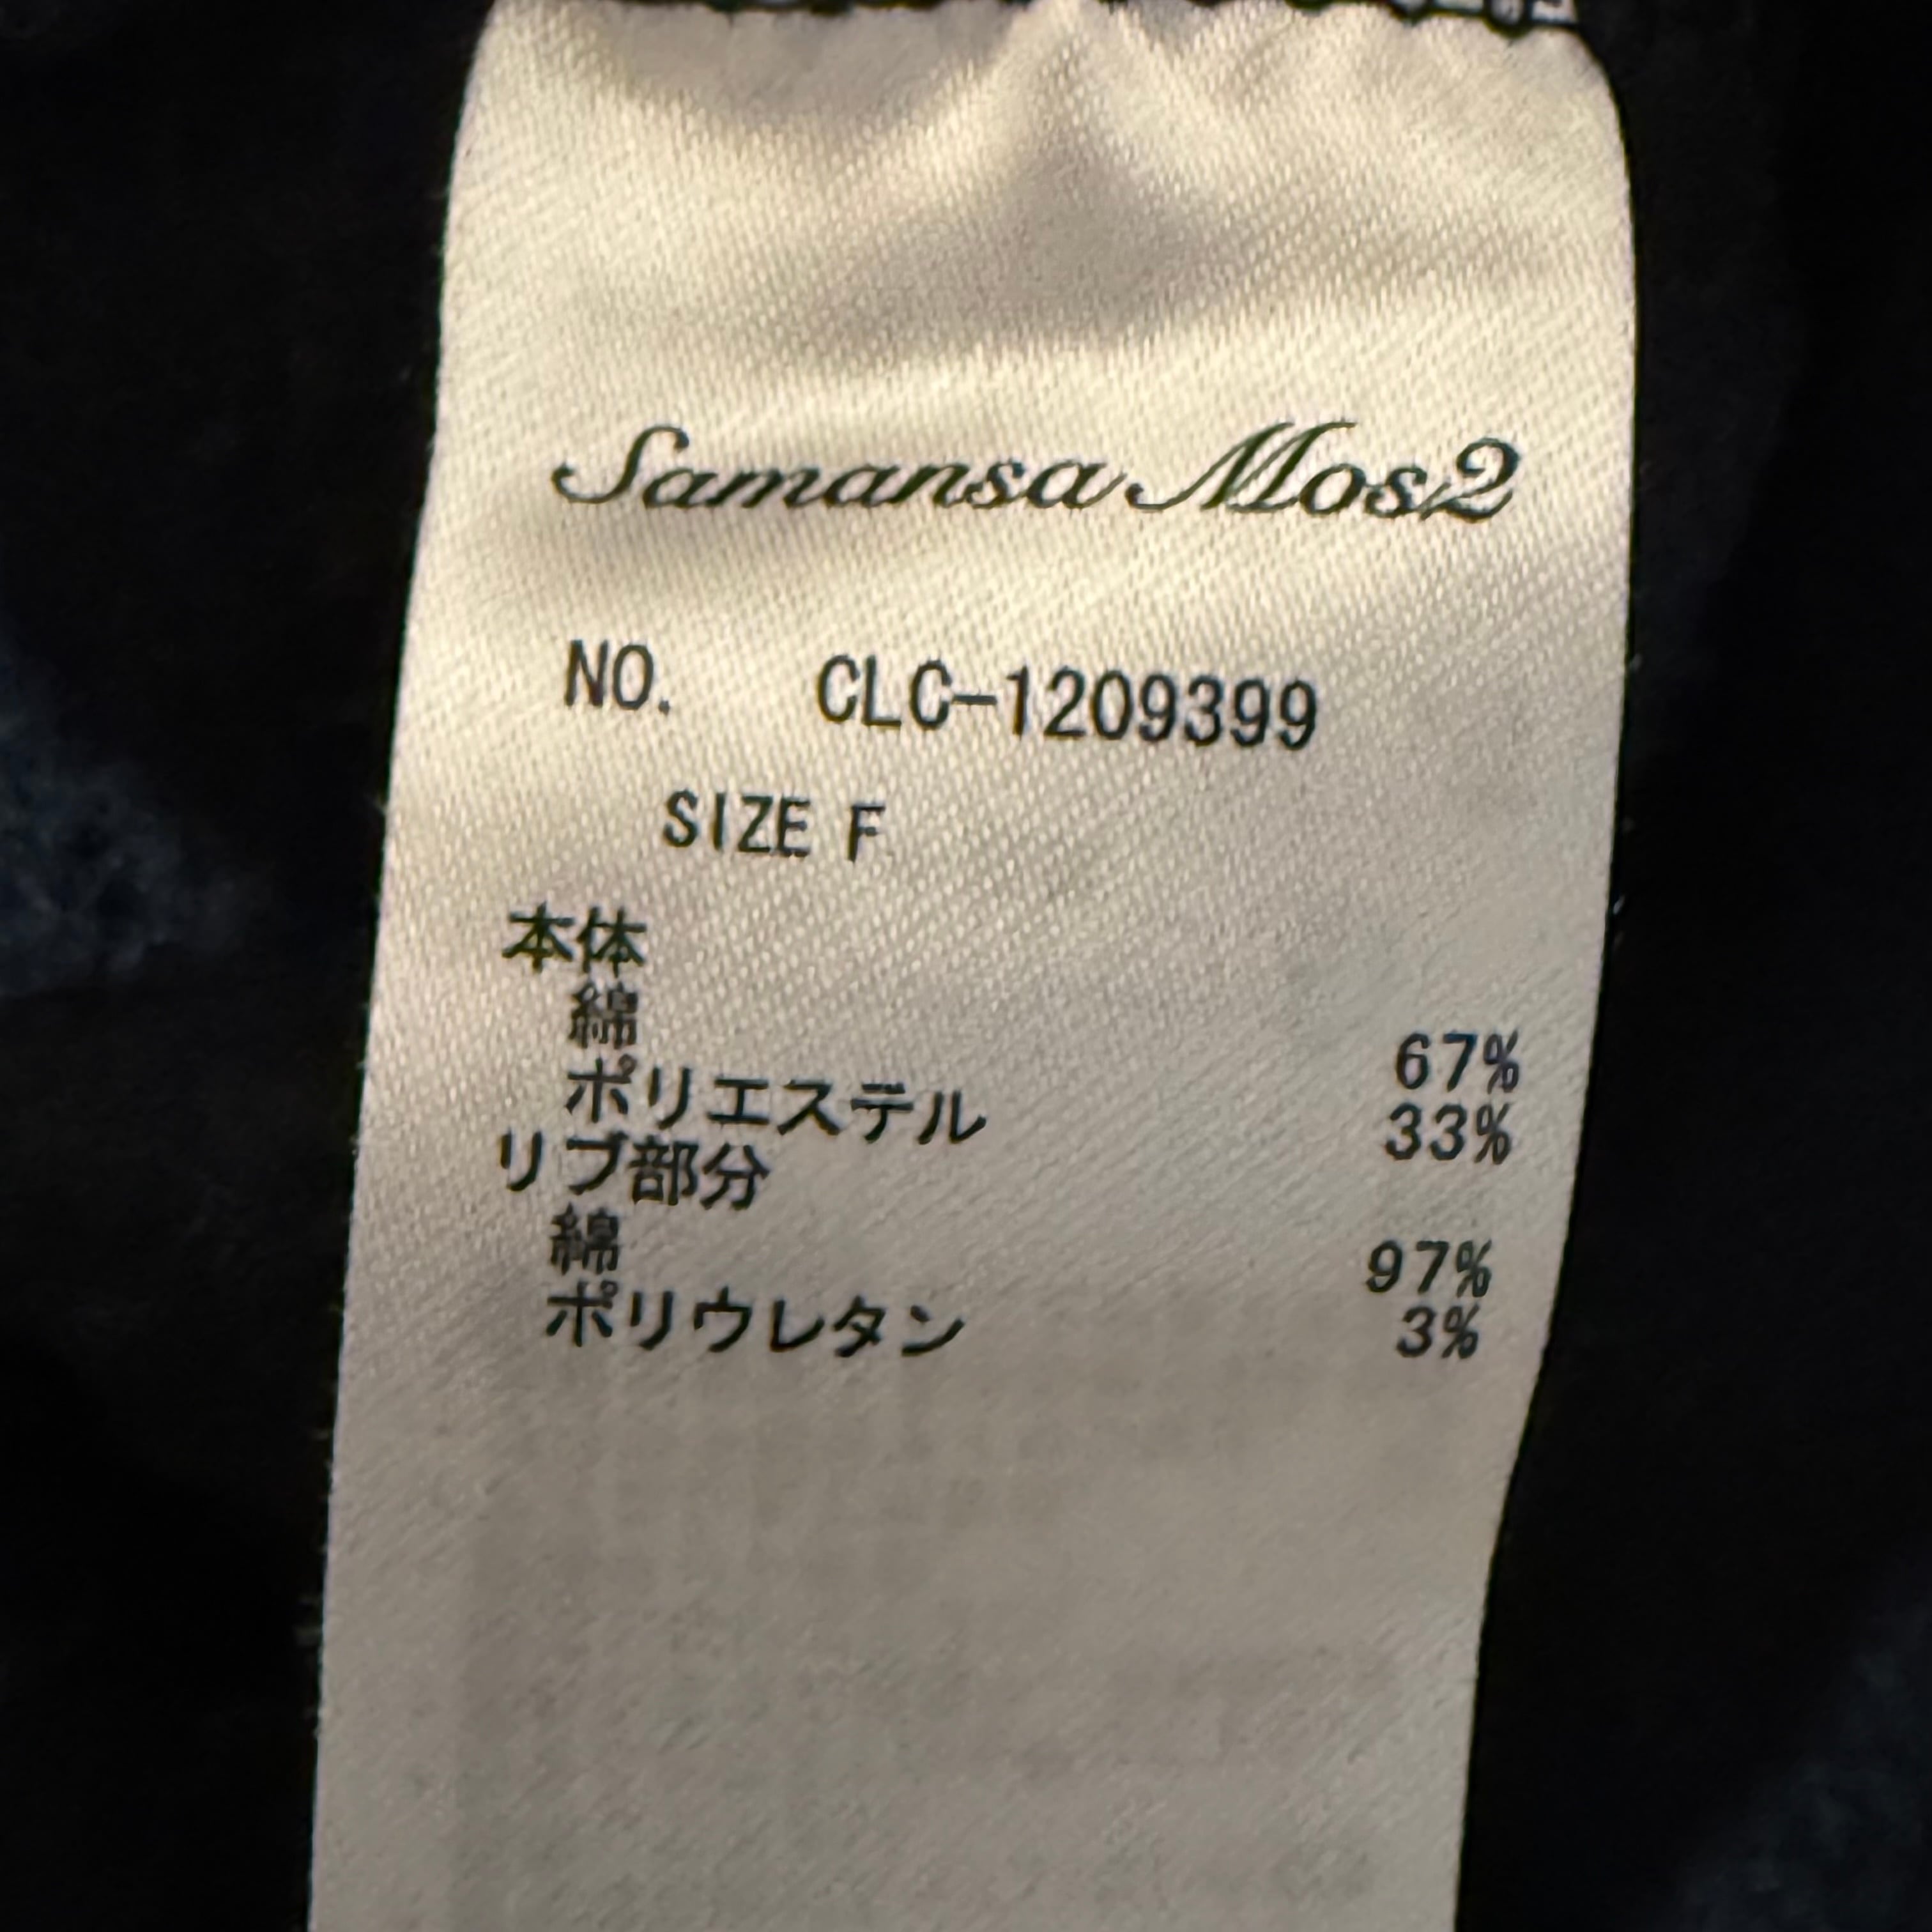 Samansa Mos2
NO. CLC-1209399
SIZE F
本体
綿 67%
ポリエステル 33%
リブ部分
綿 97%
ポリウレタン 3%